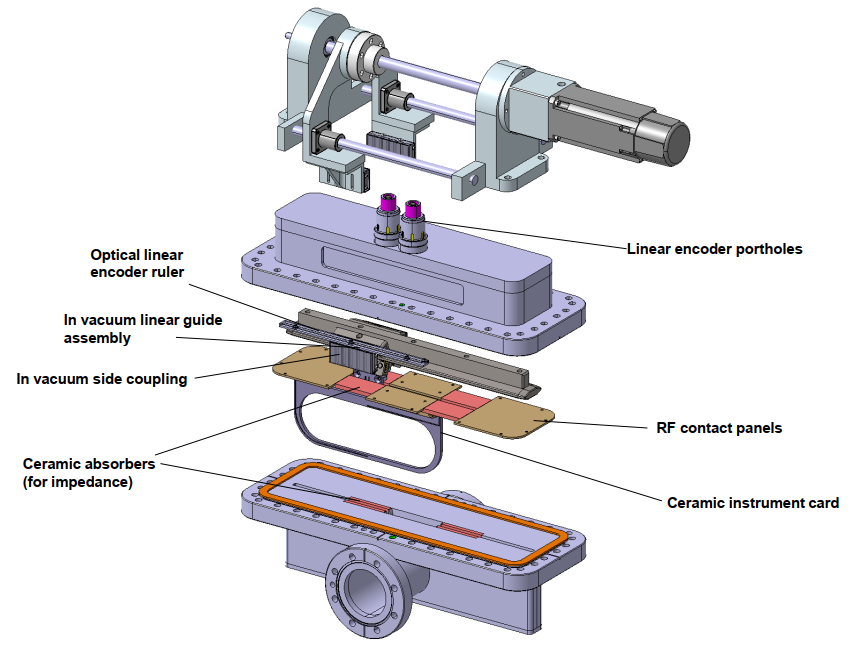 Linear encoder portholes
Optical linear
encoder ruler
In vacuum linear guide
assembly
In vacuum side coupling
RF contact panels
Ceramic absorbers
(for impedance)
Ceramic instrument card